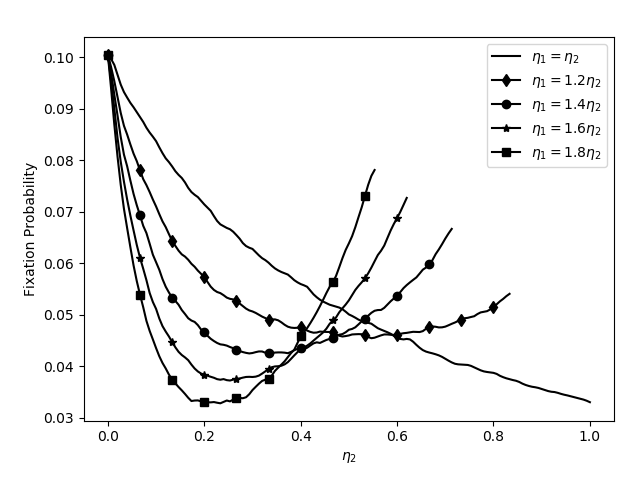 0.10
0.09
0.08
0.07
0.06
0.05
0.04
0.03
Fixation Probability
0.0 0.2 0.4 0.6 0.8 1.0
η₂
η₁ = η₂
η₁ = 1.2η₂
η₁ = 1.4η₂
η₁ = 1.6η₂
η₁ = 1.8η₂